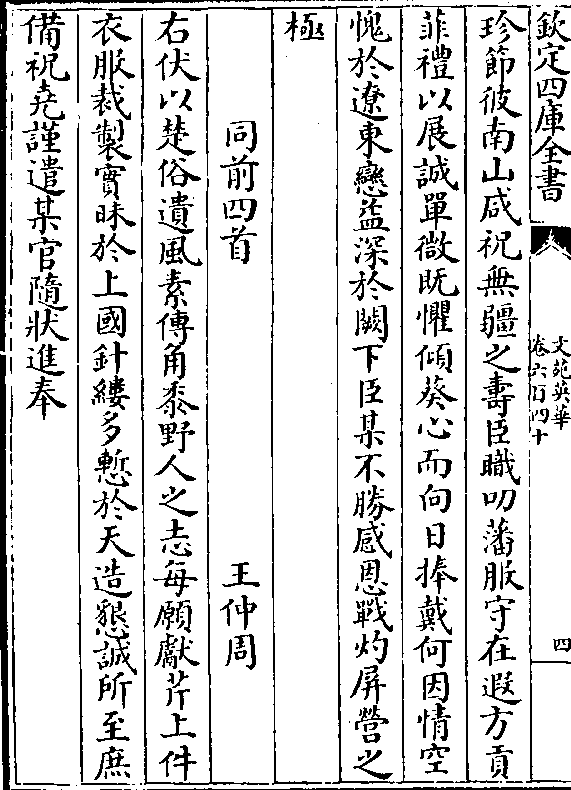 欽定四庫全書
文苑英華
卷六百四十
四
珍節彼南山咸祝無疆之壽臣職叨藩服守在遐方貢
菲禮以展誠單微既懼傾葵心而向日捧戴何因情空
愧於遼東戀益深於闕下臣某不勝感恩戰灼屏營之
極
同前四首　王仲周
右伏以楚俗遺風素傳角黍野人之志每願獻芹上件
衣服裁製實昧於上國針縷多慙於天造懇誠所至庶
備祝堯謹遣某官隨狀進奉